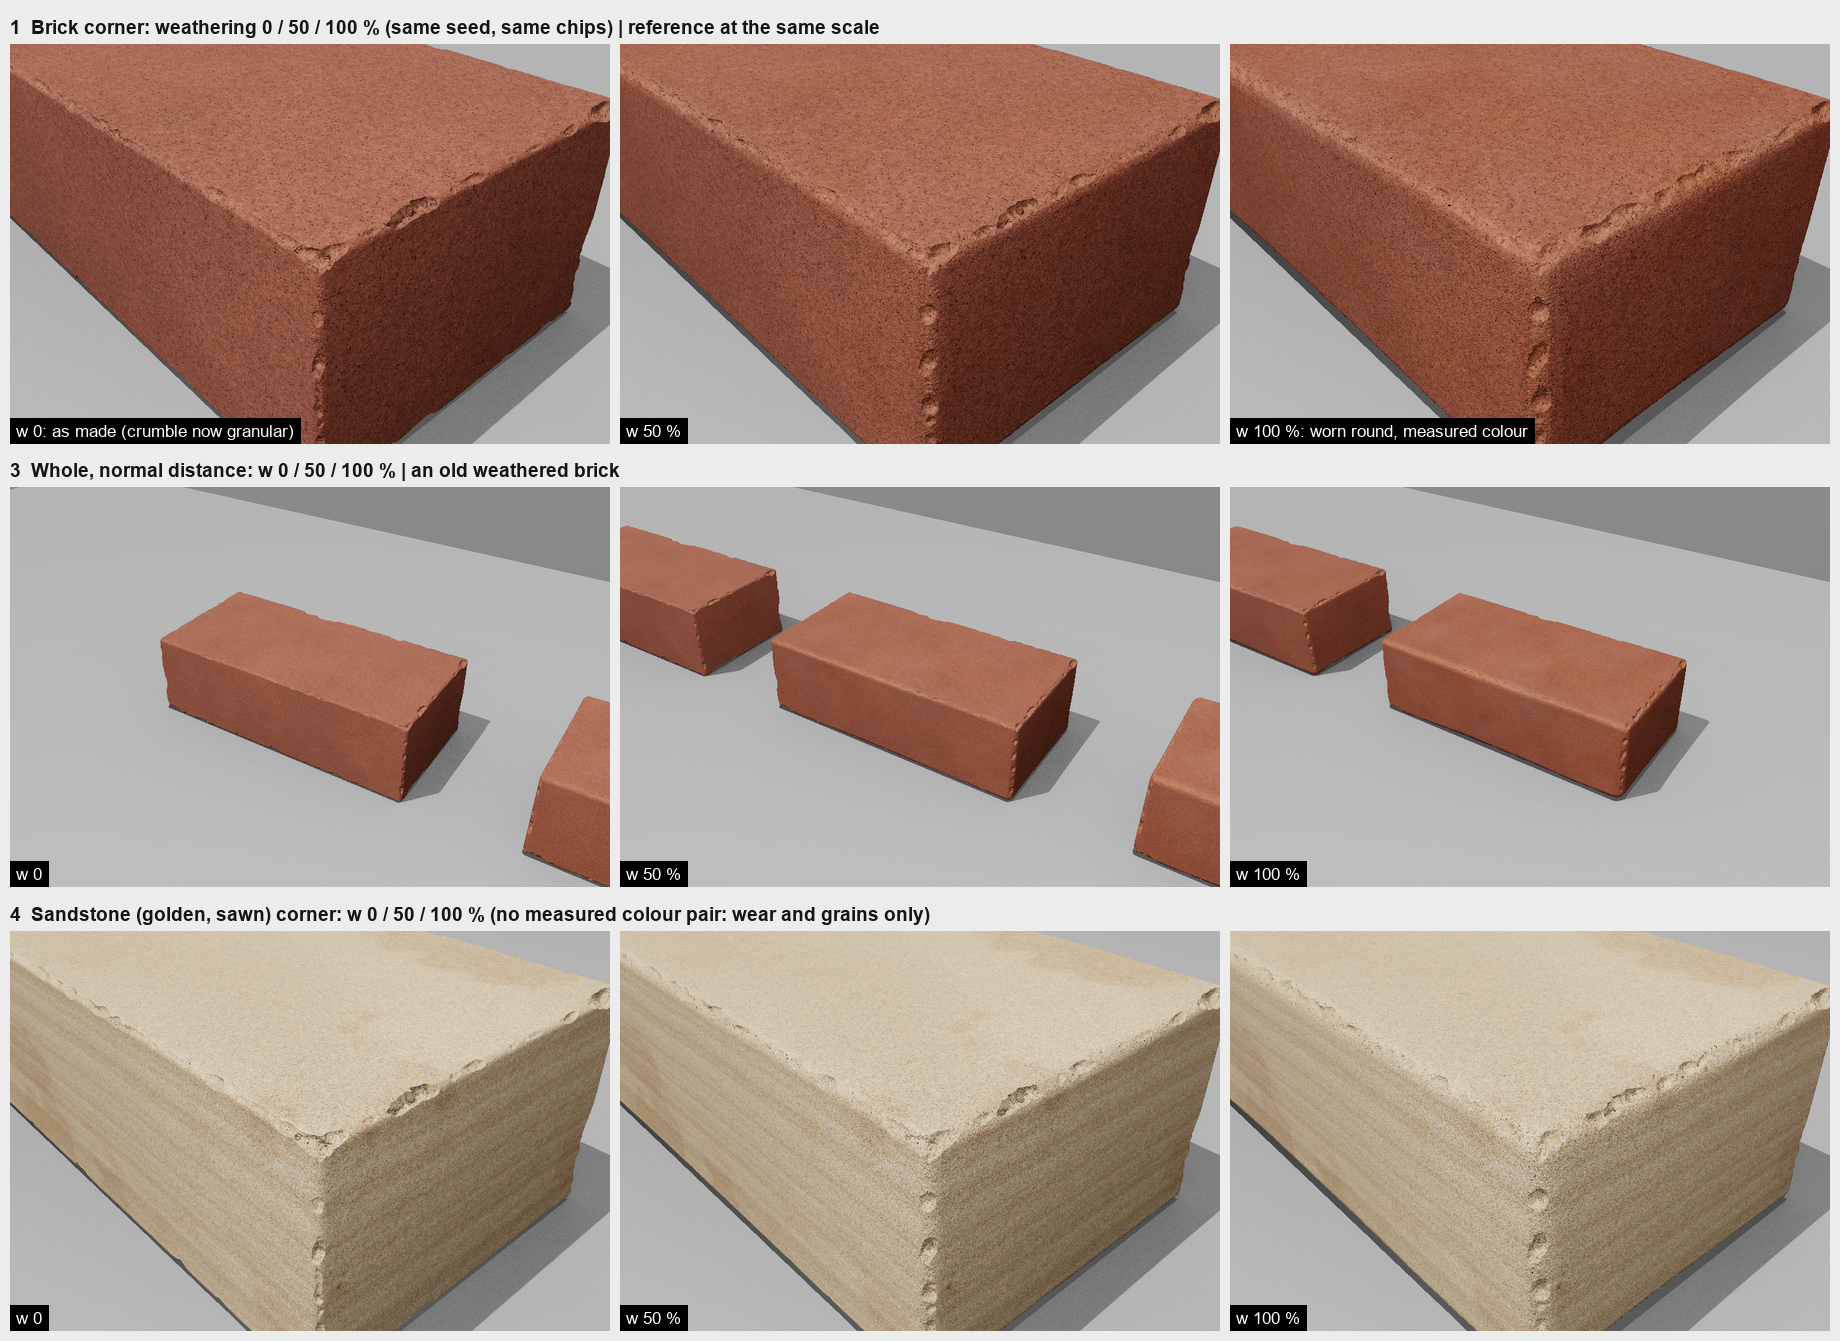 1 Brick corner: weathering 0 / 50 / 100 % (same seed, same chips) | reference at the same scale
w 0: as made (crumble now granular)
w 50 %
w 100 %: worn round, measured colour
3 Whole, normal distance: w 0 / 50 / 100 % | an old weathered brick
w 0
w 50 %
w 100 %
4 Sandstone (golden, sawn) corner: w 0 / 50 / 100 % (no measured colour pair: wear and grains only)
w 0
w 50 %
w 100 %